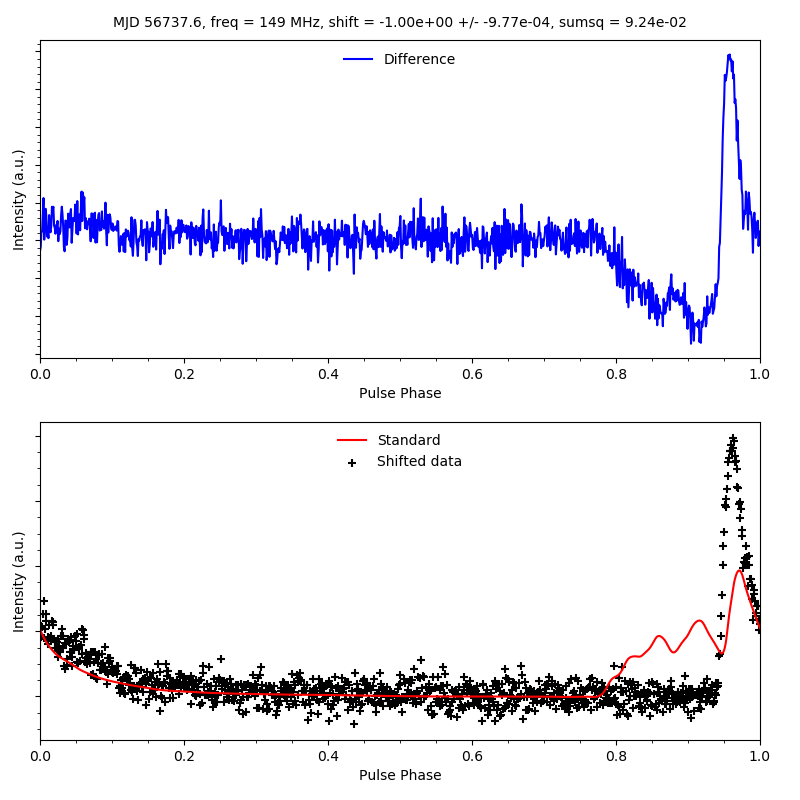 MJD 56737.6, freq = 149 MHz, shift = -1.00e+00 +/- -9.77e-04, sumsq = 9.24e-02
Difference
Intensity (a.u.)
0.0 0.2 0.4 0.6 0.8 1.0
Pulse Phase
Standard
Shifted data
Intensity (a.u.)
0.0 0.2 0.4 0.6 0.8 1.0
Pulse Phase